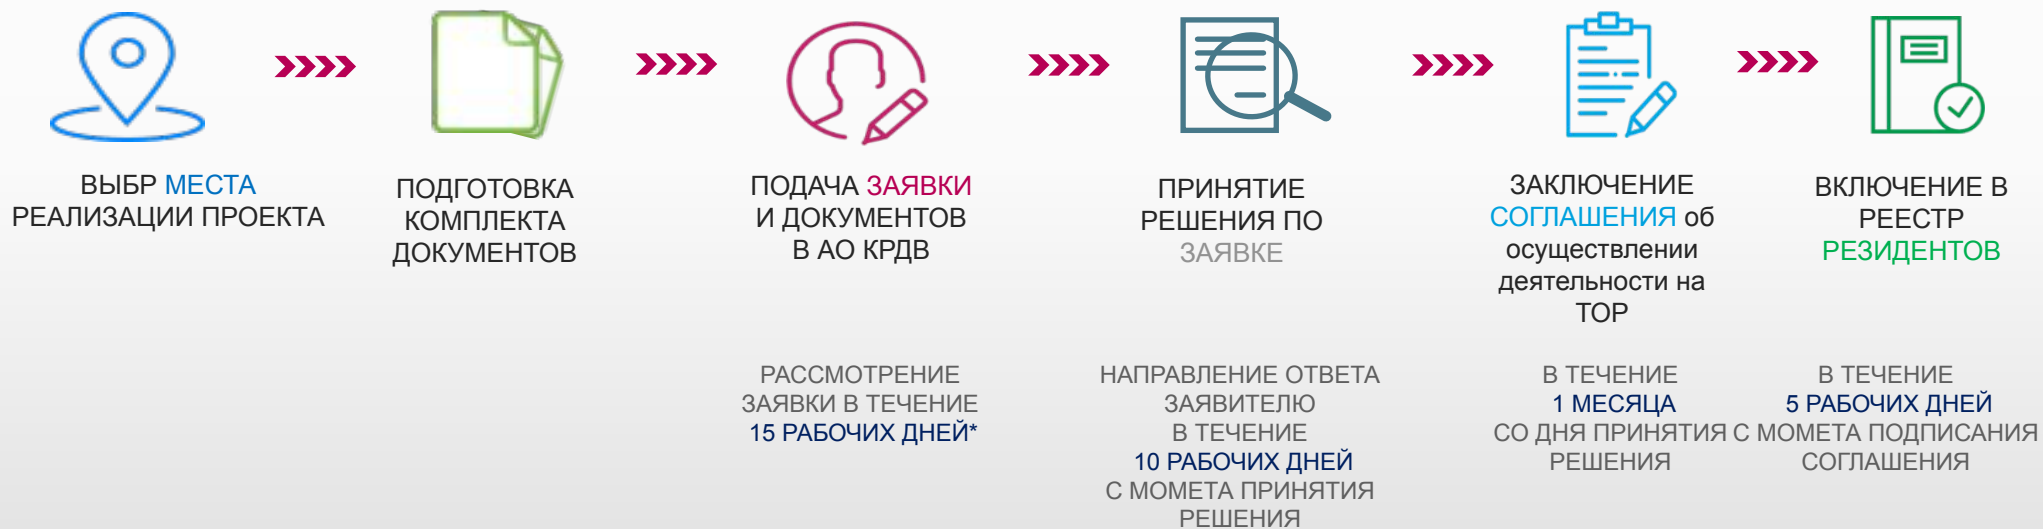 ВЫБР МЕСТА
РЕАЛИЗАЦИИ ПРОЕКТА
ПОДГОТОВКА
КОМПЛЕКТА
ДОКУМЕНТОВ
ПОДАЧА ЗАЯВКИ
И ДОКУМЕНТОВ
В АО КРДВ
РАССМОТРЕНИЕ
ЗАЯВКИ В ТЕЧЕНИЕ
15 РАБОЧИХ ДНЕЙ*
ПРИНЯТИЕ
РЕШЕНИЯ ПО
ЗАЯВКЕ
НАПРАВЛЕНИЕ ОТВЕТА
ЗАЯВИТЕЛЮ
В ТЕЧЕНИЕ
10 РАБОЧИХ ДНЕЙ
С МОМЕТА ПРИНЯТИЯ
РЕШЕНИЯ
ЗАКЛЮЧЕНИЕ
СОГЛАШЕНИЯ об
осуществлении
деятельности на
ТОР
В ТЕЧЕНИЕ
1 МЕСЯЦА
СО ДНЯ ПРИНЯТИЯ
РЕШЕНИЯ
ВКЛЮЧЕНИЕ В
РЕЕСТР
РЕЗИДЕНТОВ
В ТЕЧЕНИЕ
5 РАБОЧИХ ДНЕЙ
С МОМЕТА ПОДПИСАНИЯ
СОГЛАШЕНИЯ